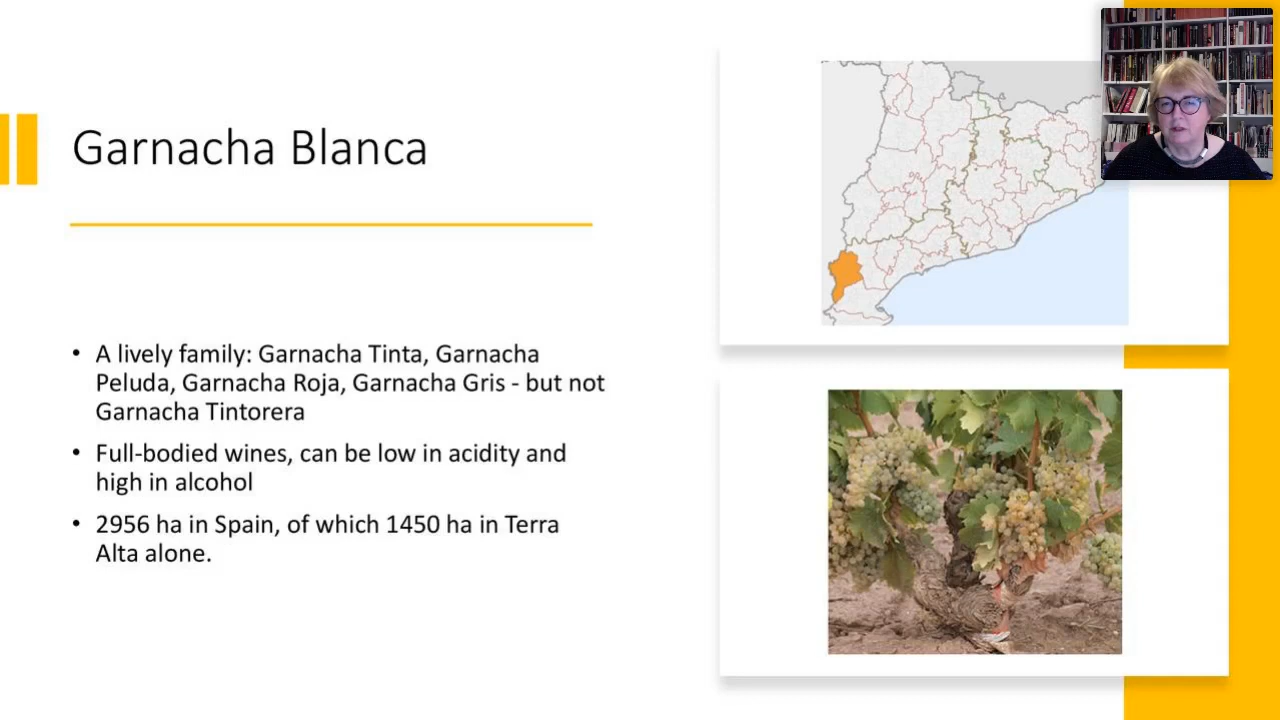 Garnacha Blanca
• A lively family: Garnacha Tinta, Garnacha
Peluda, Garnacha Roja, Garnacha Gris - but not
Garnacha Tintorera
• Full-bodied wines, can be low in acidity and
high in alcohol
• 2956 ha in Spain, of which 1450 ha in Terra
Alta alone.